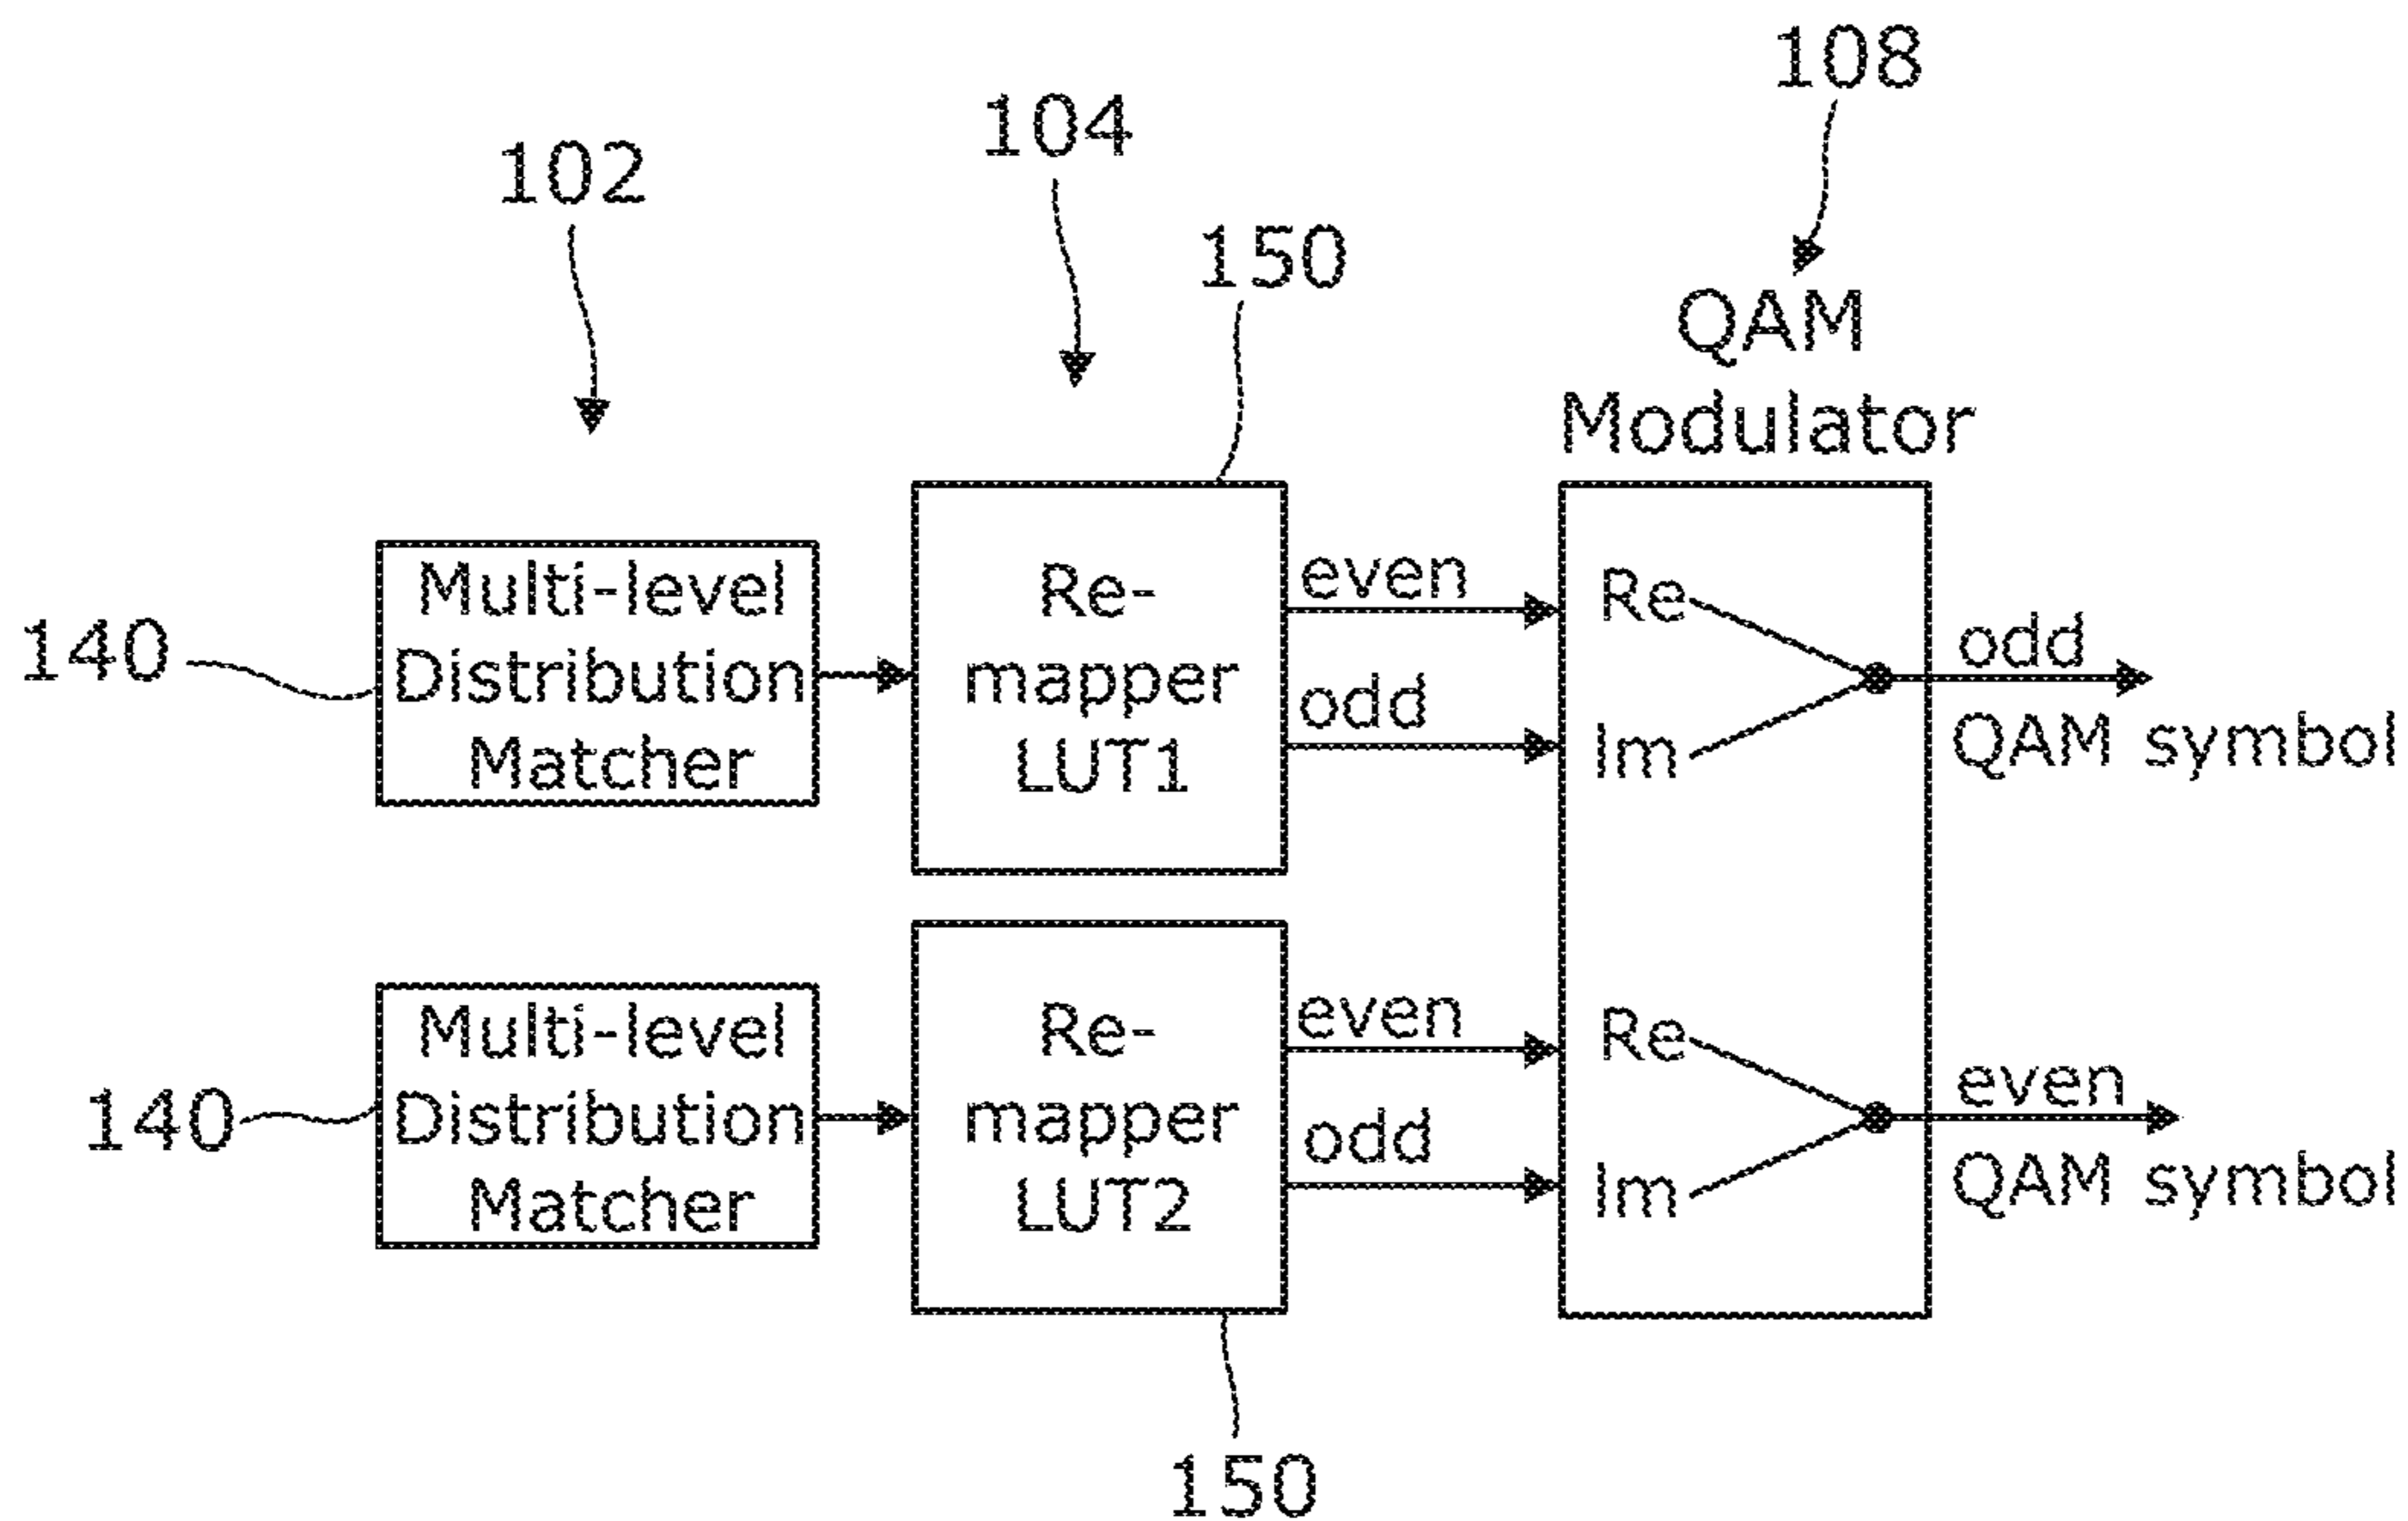 108
104
102
150
QAM
Modulator
140
Multi-level
Distribution
Matcher
Re-
mapper
LUT1
even
odd
Re
Im
odd
QAM symbol
140
Multi-level
Distribution
Matcher
Re-
mapper
LUT2
even
odd
Re
Im
even
QAM symbol
150